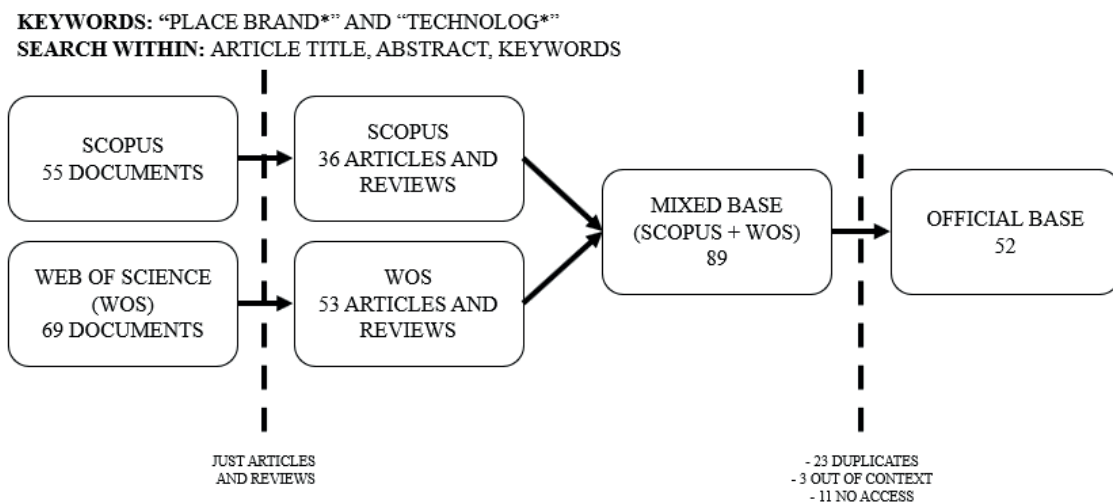 KEYWORDS: “PLACE BRAND*” AND “TECHNOLOG*”
SEARCH WITHIN: ARTICLE TITLE, ABSTRACT, KEYWORDS
SCOPUS
55 DOCUMENTS
SCOPUS
36 ARTICLES AND
REVIEWS
WEB OF SCIENCE
(WOS)
69 DOCUMENTS
WOS
53 ARTICLES AND
REVIEWS
MIXED BASE
(SCOPUS + WOS)
89
OFFICIAL BASE
52
JUST ARTICLES
AND REVIEWS
- 23 DUPLICATES
- 3 OUT OF CONTEXT
- 11 NO ACCESS